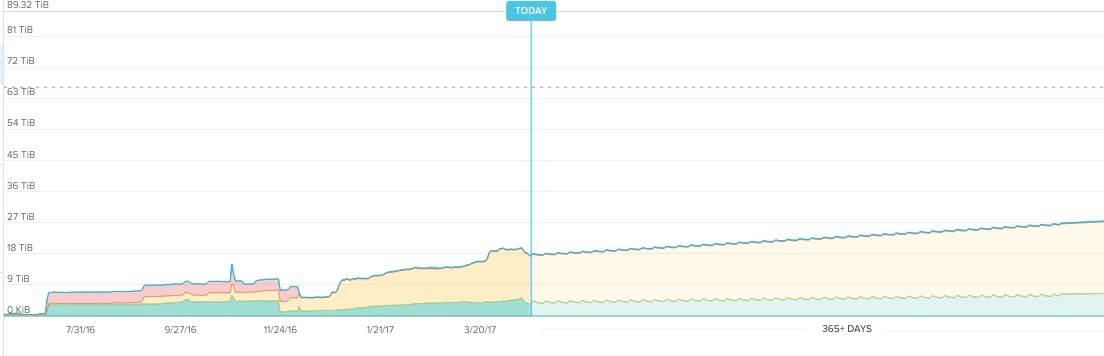 89.32 TiB
TODAY
81 TiB
72 TiB
63 TiB
54 TiB
45 TiB
36 TiB
27 TiB
18 TiB
9 TiB
0 KiB
7/31/16 9/27/16 11/24/16 1/21/17 3/20/17 365+ DAYS